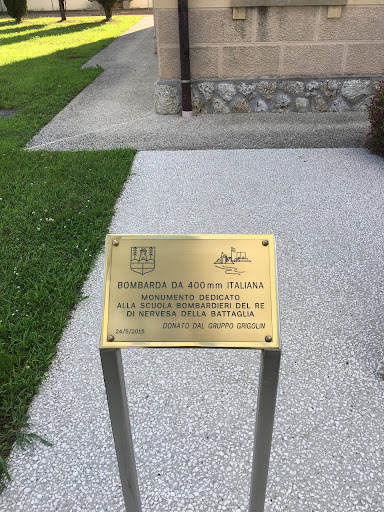 BOMBARDA DA 400mm ITALIANA
MONUMENTO DEDICATO
ALLA SCUOLA BOMBARDIERI DEL RE
DI NERVESA DELLA BATTAGLIA
24/5/2015 DONATO DAL GRUPPO GRIGOLIN